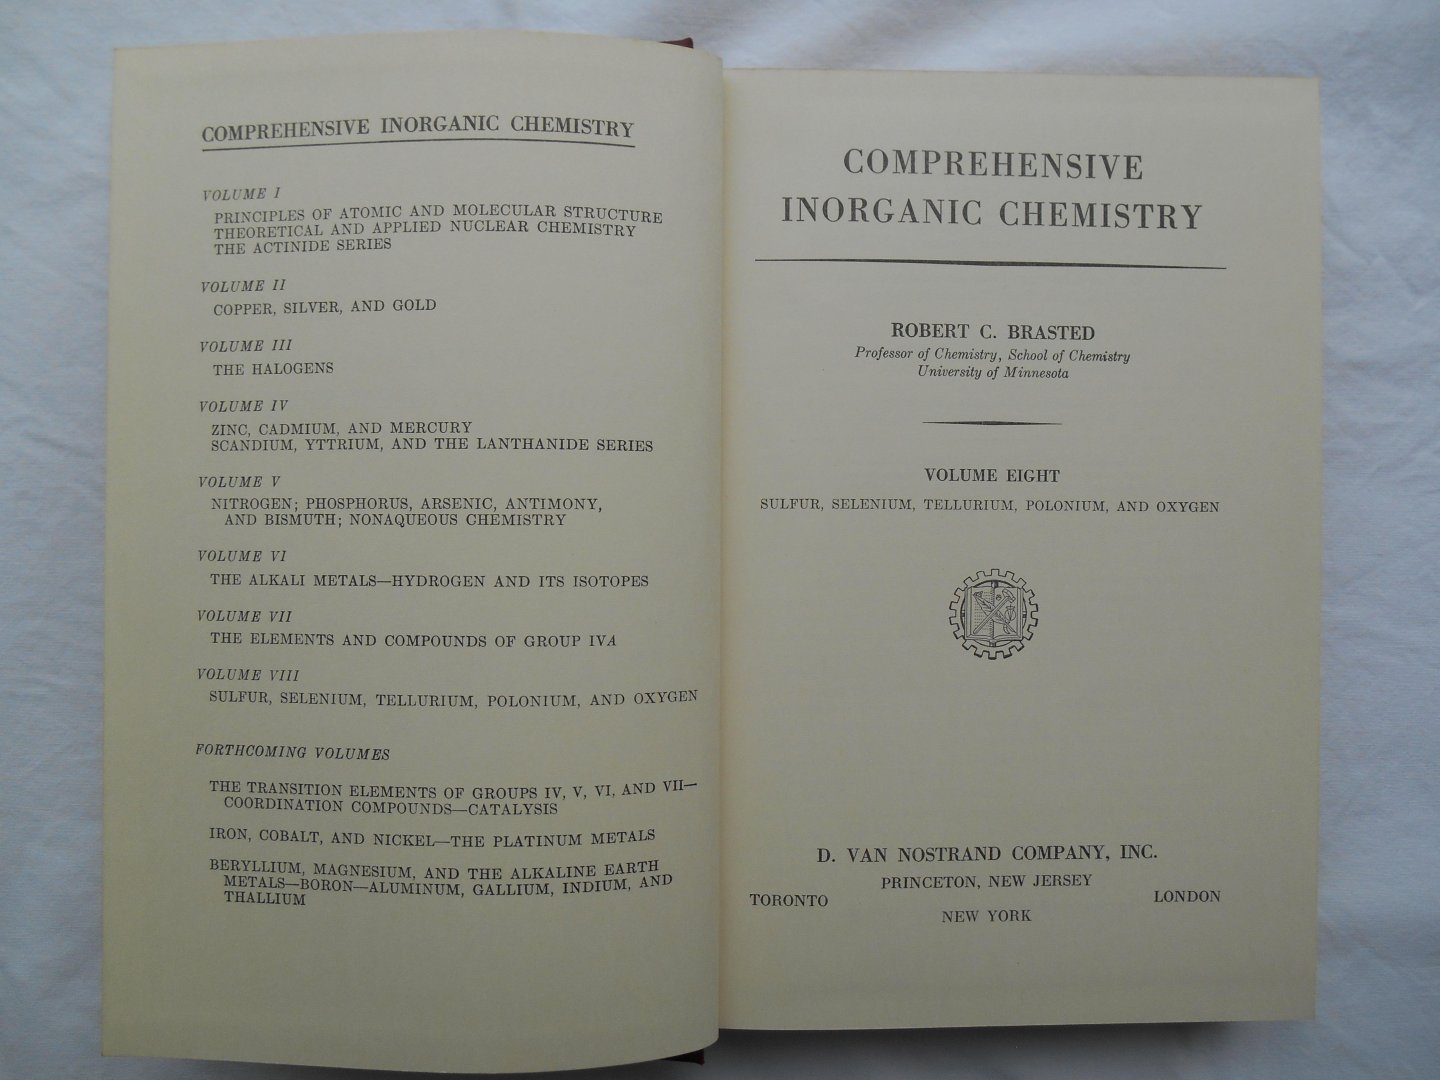 COMPREHENSIVE INORGANIC CHEMISTRY
VOLUME I
PRINCIPLES OF ATOMIC AND MOLECULAR STRUCTURE
THEORETICAL AND APPLIED NUCLEAR CHEMISTRY
THE ACTINIDE SERIES
VOLUME II
COPPER, SILVER, AND GOLD
VOLUME III
THE HALOGENS
VOLUME IV
ZINC, CADMIUM, AND MERCURY
SCANDIUM, YTTRIUM, AND THE LANTHANIDE SERIES
VOLUME V
NITROGEN; PHOSPHORUS, ARSENIC, ANTIMONY,
AND BISMUTH; NONAQUEOUS CHEMISTRY
VOLUME VI
THE ALKALI METALS—HYDROGEN AND ITS ISOTOPES
VOLUME VII
THE ELEMENTS AND COMPOUNDS OF GROUP IVA
VOLUME VIII
SULFUR, SELENIUM, TELLURIUM, POLONIUM, AND OXYGEN
FORTHCOMING VOLUMES
THE TRANSITION ELEMENTS OF GROUPS IV, V, VI, AND VII—
COORDINATION COMPOUNDS—CATALYSIS
IRON, COBALT, AND NICKEL—THE PLATINUM METALS
BERYLLIUM, MAGNESIUM, AND THE ALKALINE EARTH
METALS—BORON—ALUMINUM, GALLIUM, INDIUM, AND
THALLIUM
COMPREHENSIVE
INORGANIC CHEMISTRY
ROBERT C. BRASTED
Professor of Chemistry, School of Chemistry
University of Minnesota
VOLUME EIGHT
SULFUR, SELENIUM, TELLURIUM, POLONIUM, AND OXYGEN
D. VAN NOSTRAND COMPANY, INC.
PRINCETON, NEW JERSEY
TORONTO LONDON
NEW YORK